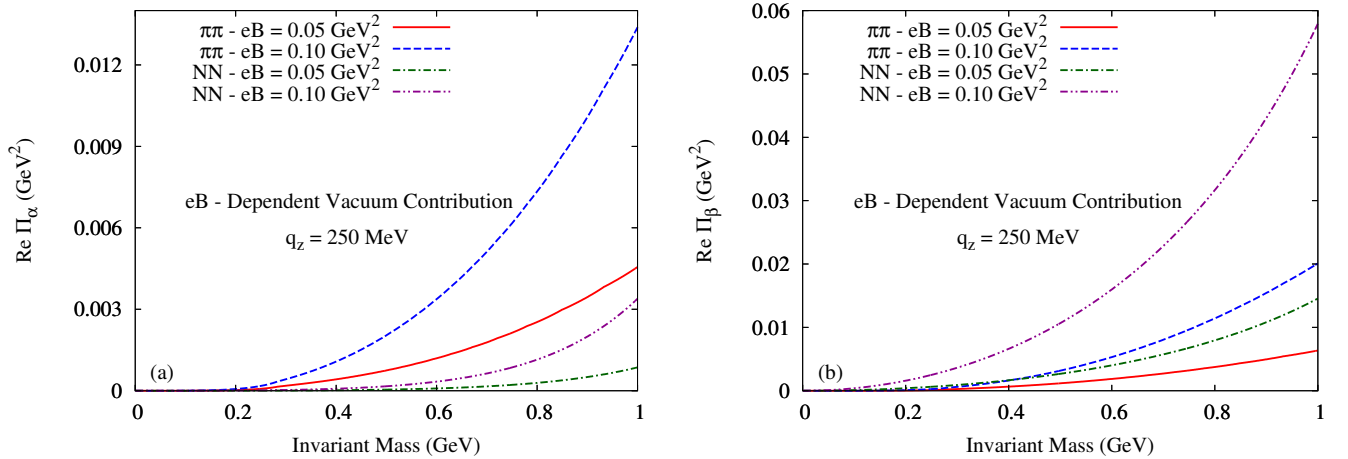 ππ - eB = 0.05 GeV²
ππ - eB = 0.10 GeV²
NN - eB = 0.05 GeV²
NN - eB = 0.10 GeV²
0.012
0.009
0.006
0.003
0
Re Π_α (GeV²)
eB - Dependent Vacuum Contribution
q_z = 250 MeV
(a)
0 0.2 0.4 0.6 0.8 1
Invariant Mass (GeV)
ππ - eB = 0.05 GeV²
ππ - eB = 0.10 GeV²
NN - eB = 0.05 GeV²
NN - eB = 0.10 GeV²
0.06
0.05
0.04
0.03
0.02
0.01
0
Re Π_β (GeV²)
eB - Dependent Vacuum Contribution
q_z = 250 MeV
(b)
0 0.2 0.4 0.6 0.8 1
Invariant Mass (GeV)